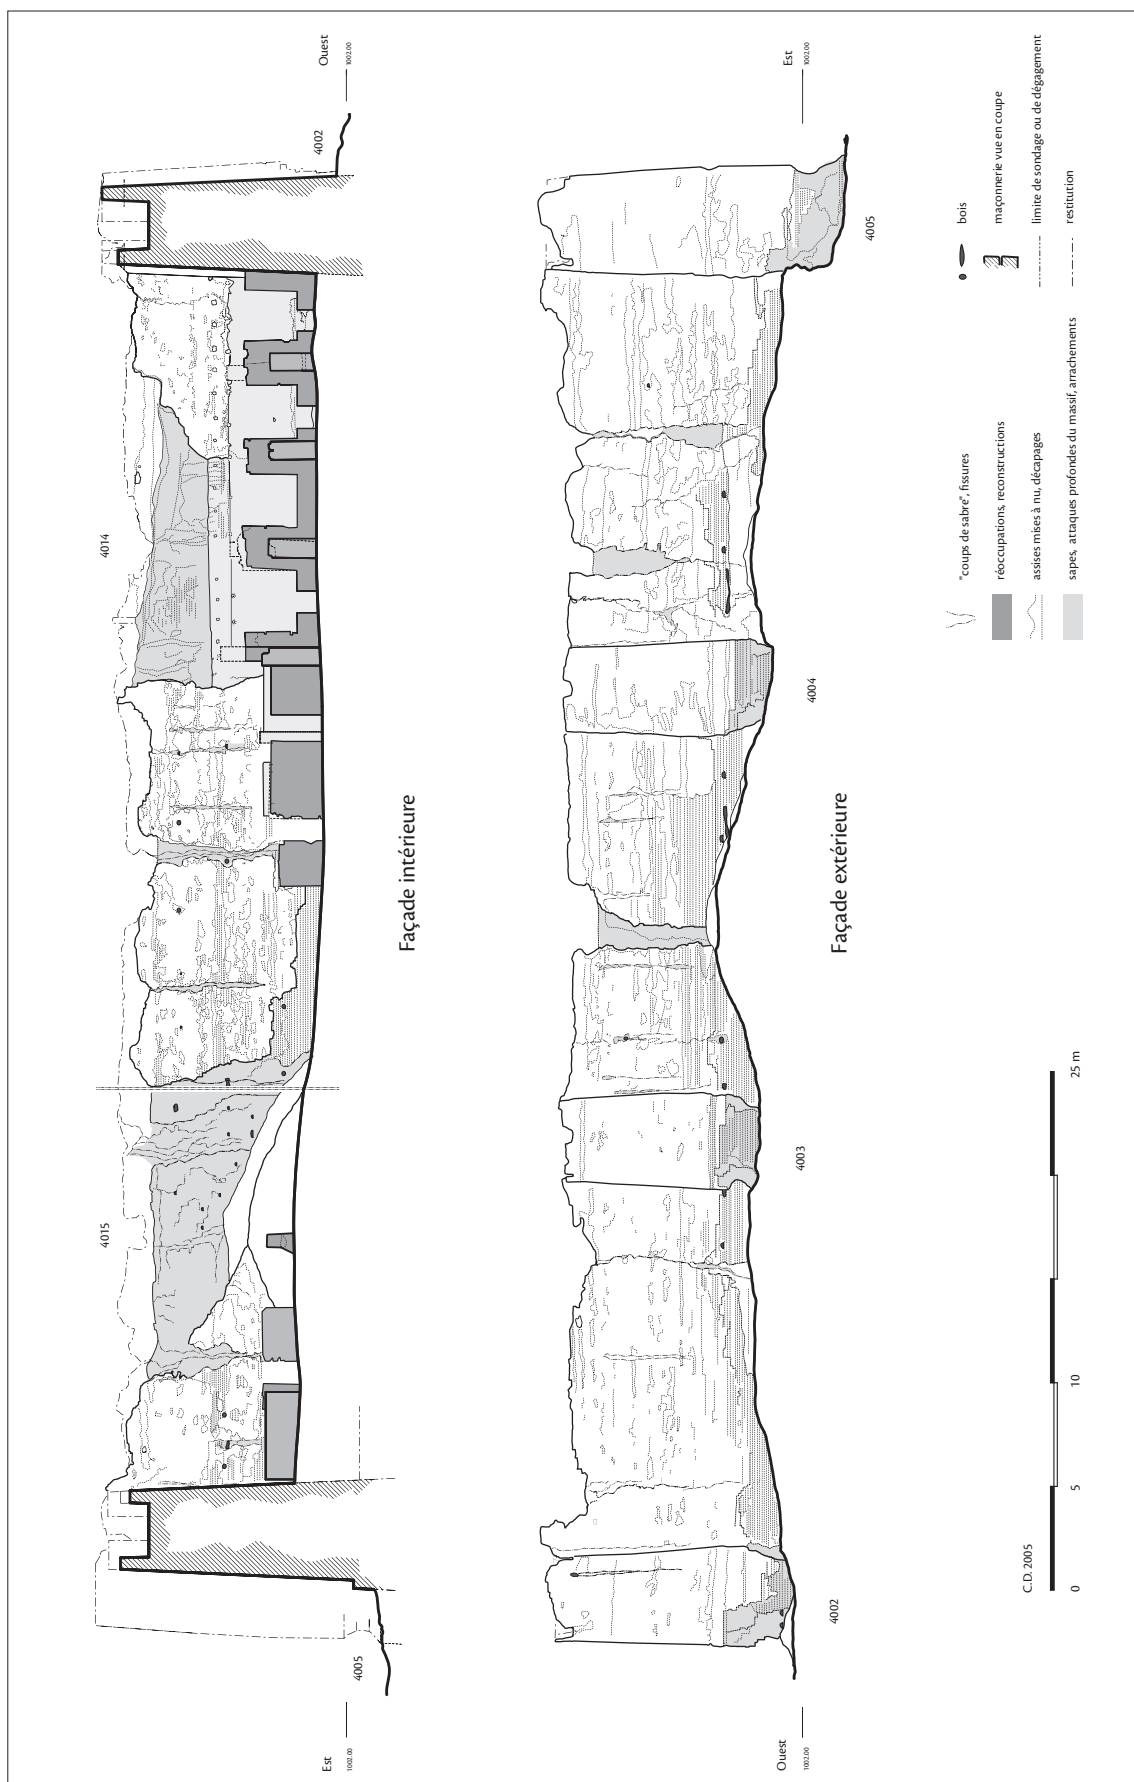 Est
1002.00
4005
4015
4014
4002
Ouest
1002.00
Façade intérieure
Ouest
1002.00
4002
4003
4004
4005
Est
1002.00
Façade extérieure
C.D. 2005
0
5
10
25 m
"coups de sabre", fissures
réoccupations, reconstructions
assises mises à nu, décapages
sapes, attaques profondes du massif, arrachements
bois
maçonnerie vue en coupe
limite de sondage ou de dégagement
restitution